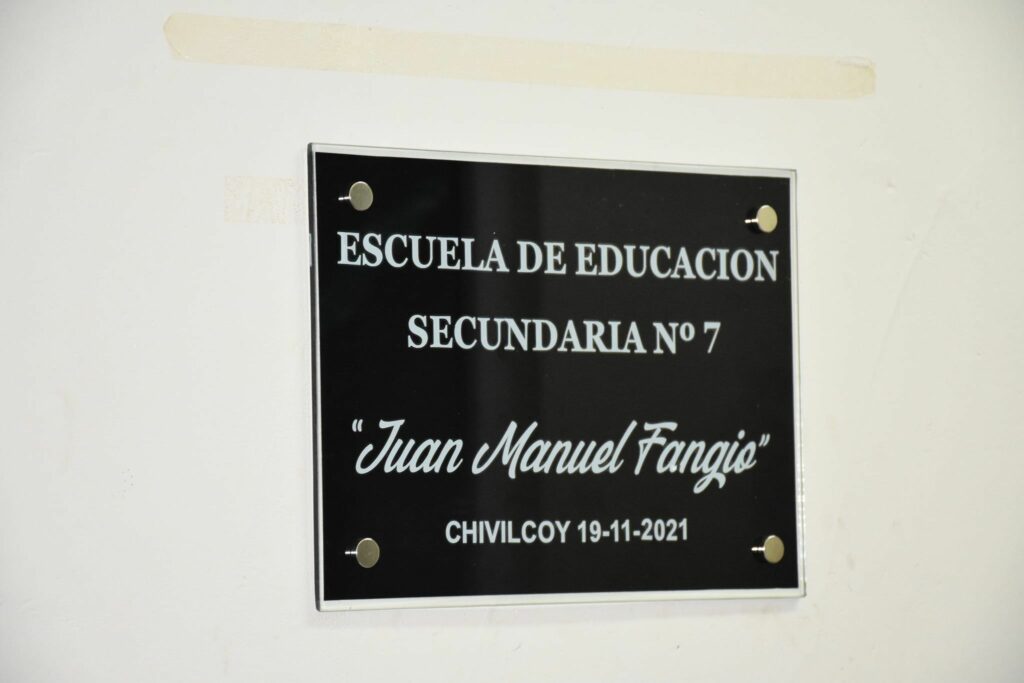 ESCUELA DE EDUCACION
SECUNDARIA Nº 7
“Juan Manuel Fangio”
CHIVILCOY 19-11-2021